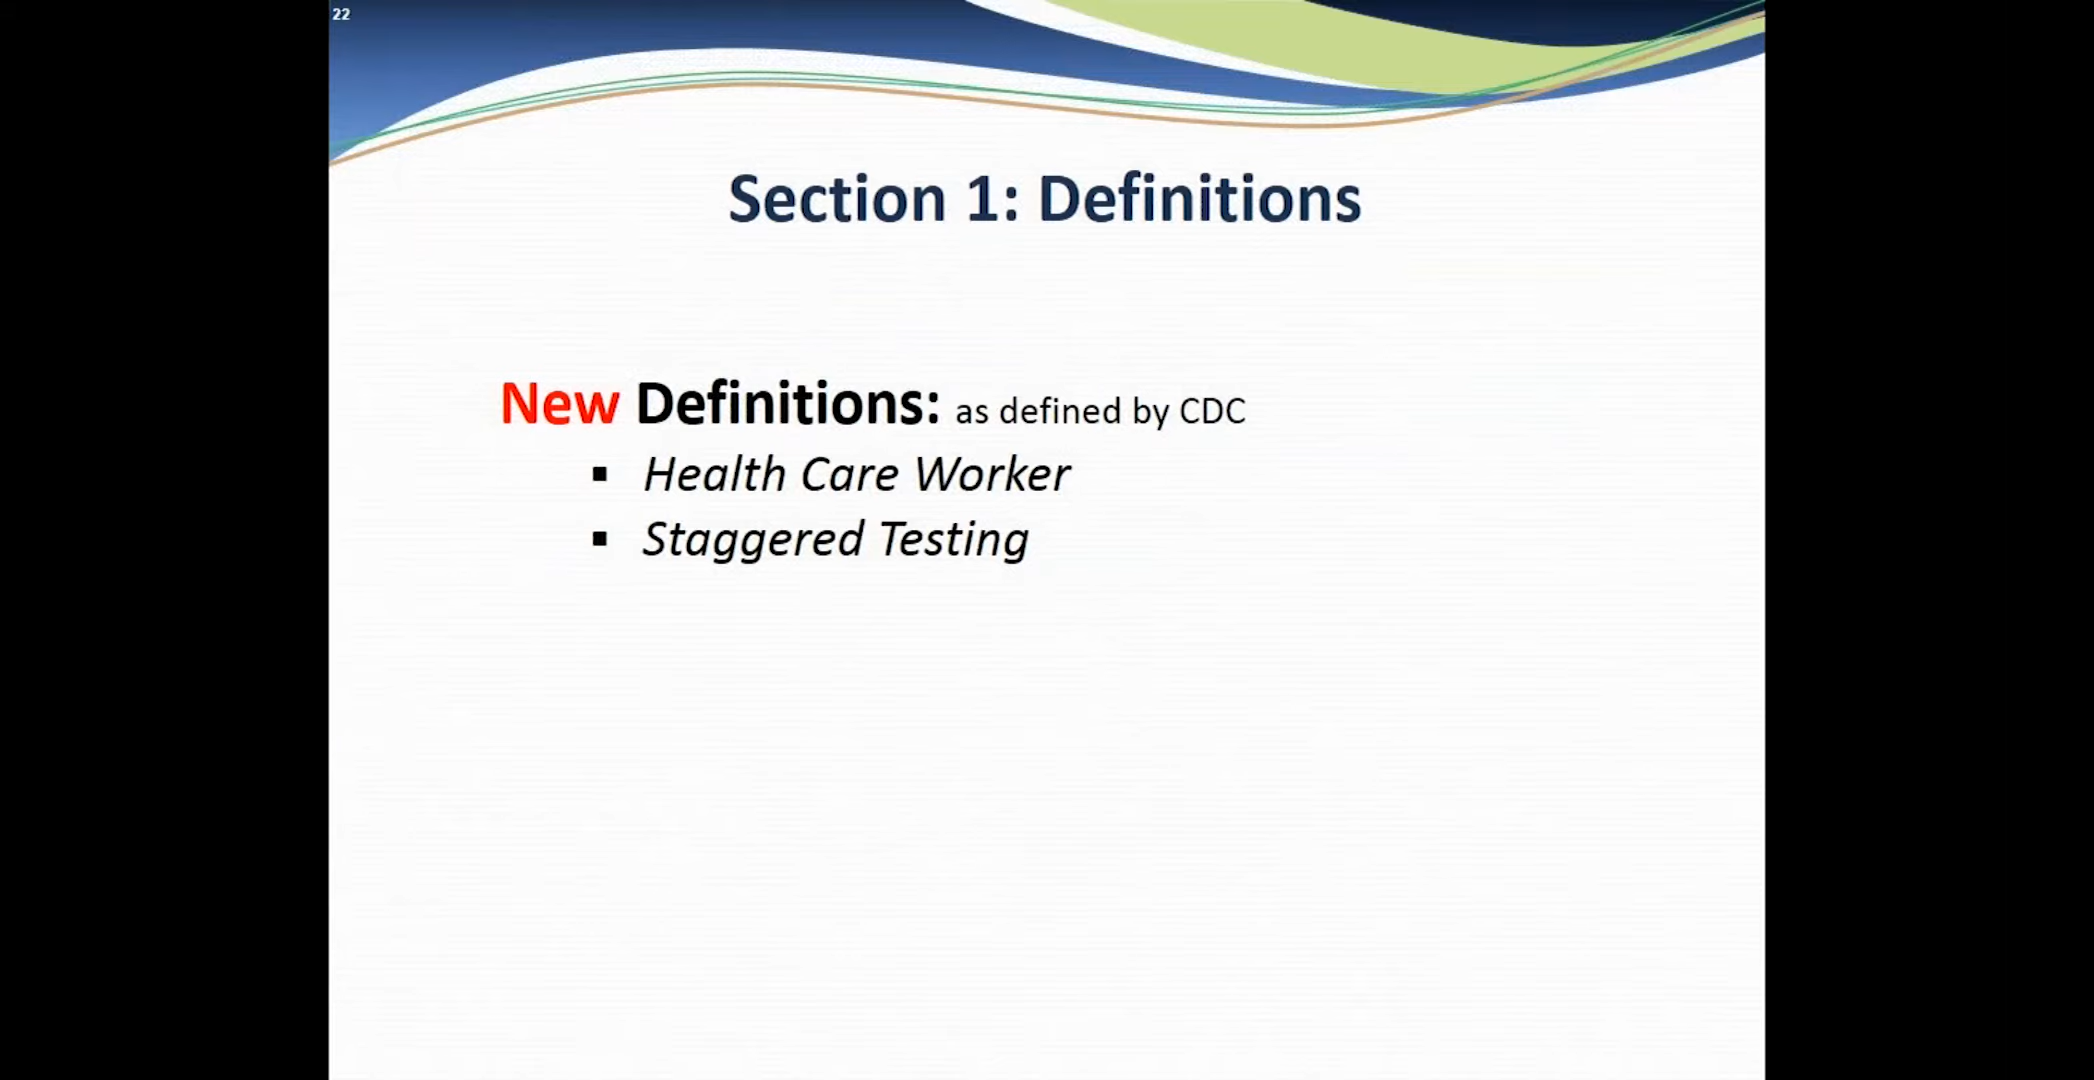 22
Section 1: Definitions
New Definitions: as defined by CDC
▪ Health Care Worker
▪ Staggered Testing